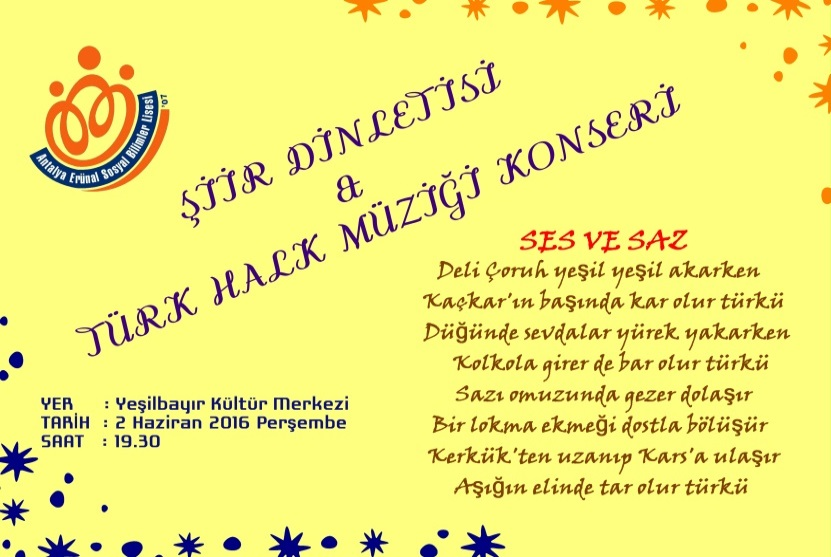 Antalya Erünal Sosyal Bilimler Lisesi '07
ŞİİR DİNLETİSİ
&
TÜRK HALK MÜZİĞİ KONSERİ
SES VE SAZ
Deli Çoruh yeşil yeşil akarken
Kaçkar'ın başında kar olur türkü
Düğünde sevdalar yürek yakarken
Kolkola girer de bar olur türkü
Sazı omuzunda gezer dolaşır
Bir lokma ekmeği dostla bölüşür
Kerkük'ten uzanıp Kars'a ulaşır
Aşığın elinde tar olur türkü
YER : Yeşilbayır Kültür Merkezi
TARİH : 2 Haziran 2016 Perşembe
SAAT : 19.30